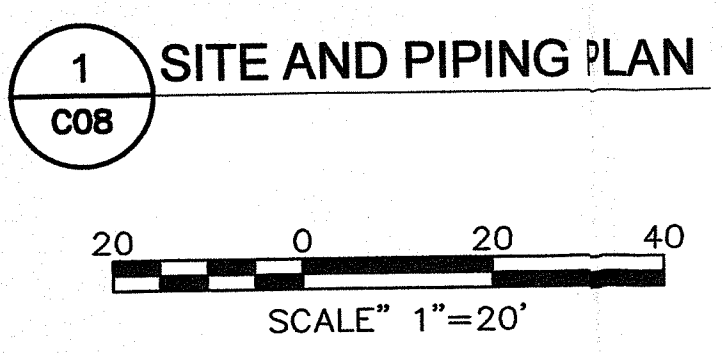 1
C08
SITE AND PIPING PLAN
20 0 20 40
SCALE" 1"=20'